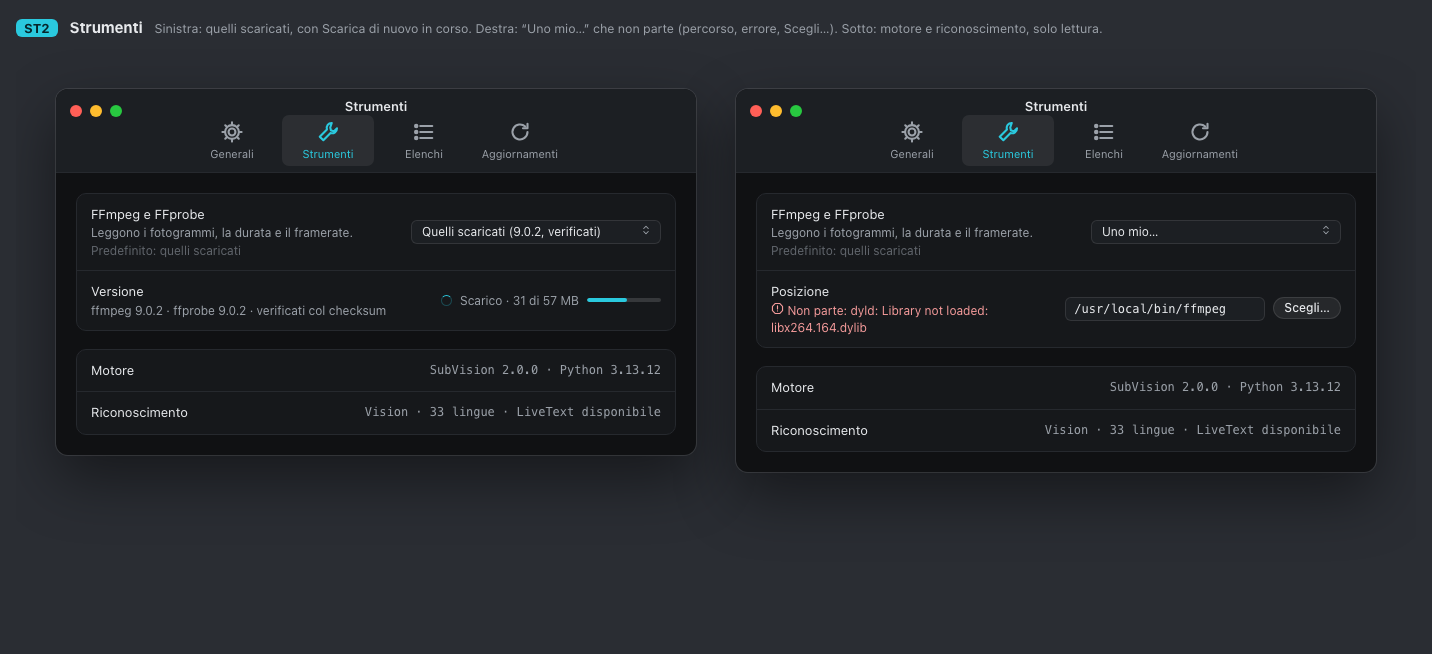 ST2 Strumenti Sinistra: quelli scaricati, con Scarica di nuovo in corso. Destra: “Uno mio…” che non parte (percorso, errore, Scegli…). Sotto: motore e riconoscimento, solo lettura.
Strumenti
Generali
Strumenti
Elenchi
Aggiornamenti
FFmpeg e FFprobe
Leggono i fotogrammi, la durata e il framerate.
Predefinito: quelli scaricati
Quelli scaricati (9.0.2, verificati)
Versione
ffmpeg 9.0.2 · ffprobe 9.0.2 · verificati col checksum
Scarico · 31 di 57 MB
Motore
SubVision 2.0.0 · Python 3.13.12
Riconoscimento
Vision · 33 lingue · LiveText disponibile
Strumenti
Generali
Strumenti
Elenchi
Aggiornamenti
FFmpeg e FFprobe
Leggono i fotogrammi, la durata e il framerate.
Predefinito: quelli scaricati
Uno mio…
Posizione
Non parte: dyld: Library not loaded:
libx264.164.dylib
/usr/local/bin/ffmpeg
Scegli…
Motore
SubVision 2.0.0 · Python 3.13.12
Riconoscimento
Vision · 33 lingue · LiveText disponibile